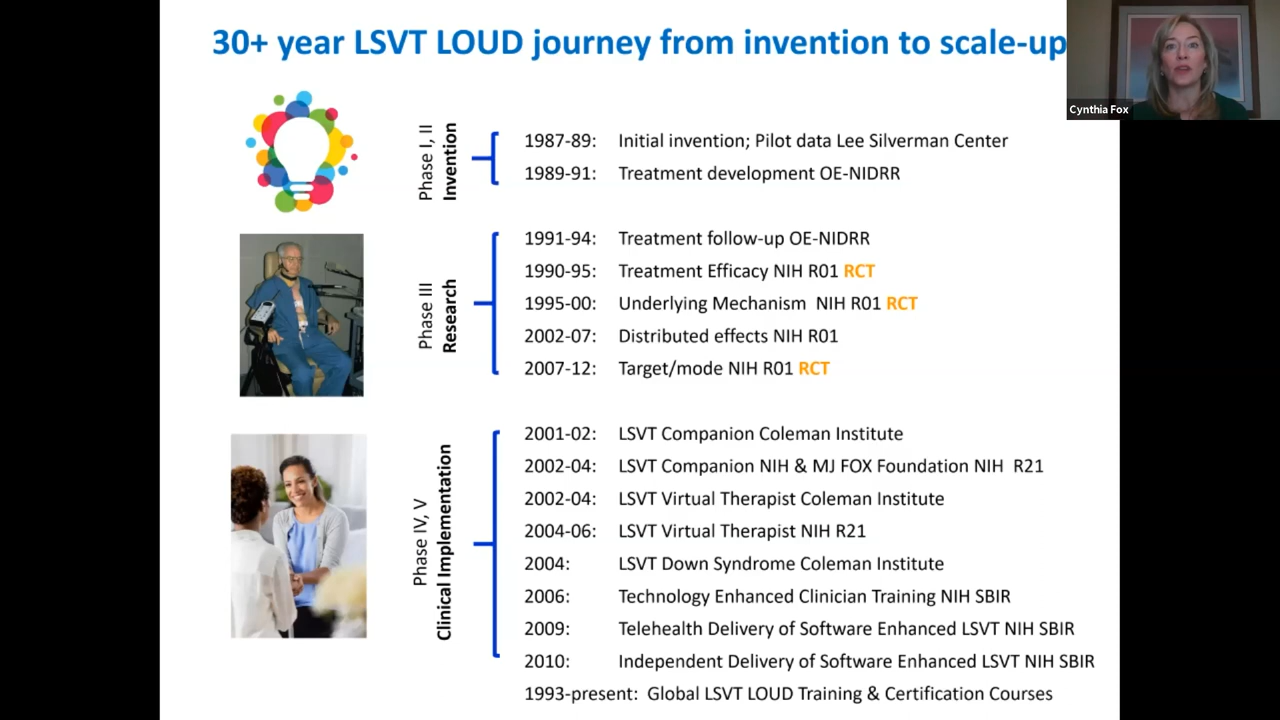 30+ year LSVT LOUD journey from invention to scale-up
Cynthia Fox
Phase I, II
Invention
1987-89: Initial invention; Pilot data Lee Silverman Center
1989-91: Treatment development OE-NIDRR
Phase III
Research
1991-94: Treatment follow-up OE-NIDRR
1990-95: Treatment Efficacy NIH R01 RCT
1995-00: Underlying Mechanism NIH R01 RCT
2002-07: Distributed effects NIH R01
2007-12: Target/mode NIH R01 RCT
Phase IV, V
Clinical Implementation
2001-02: LSVT Companion Coleman Institute
2002-04: LSVT Companion NIH & MJ FOX Foundation NIH R21
2002-04: LSVT Virtual Therapist Coleman Institute
2004-06: LSVT Virtual Therapist NIH R21
2004: LSVT Down Syndrome Coleman Institute
2006: Technology Enhanced Clinician Training NIH SBIR
2009: Telehealth Delivery of Software Enhanced LSVT NIH SBIR
2010: Independent Delivery of Software Enhanced LSVT NIH SBIR
1993-present: Global LSVT LOUD Training & Certification Courses